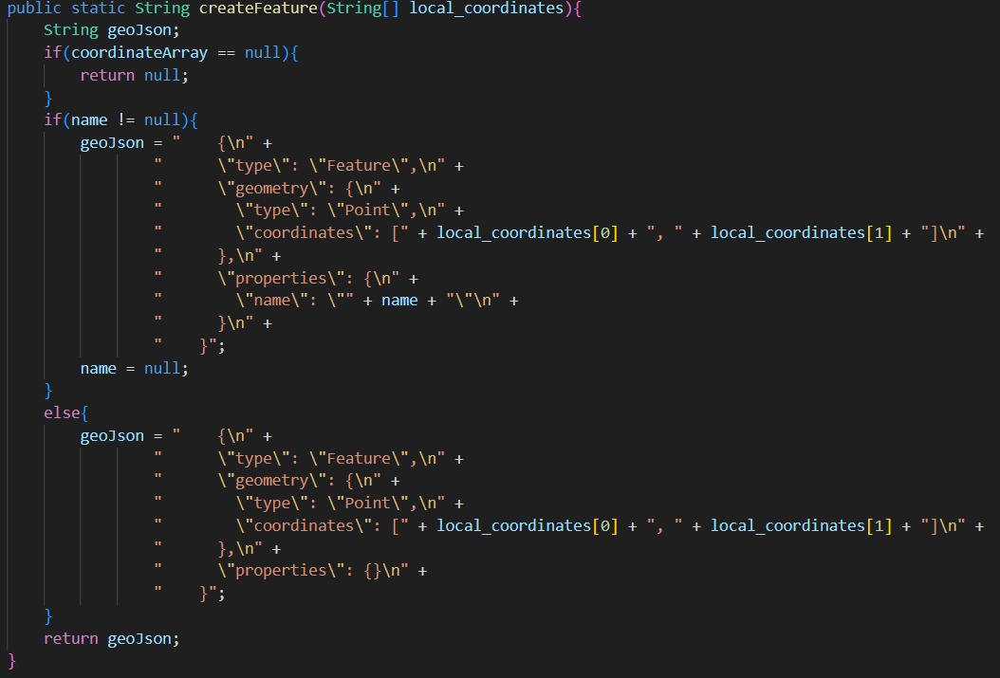 public static String createFeature(String[] local_coordinates){
    String geoJson;
    if(coordinateArray == null){
        return null;
    }
    if(name != null){
        geoJson = "    {\n" +
                "      \"type\": \"Feature\",\n" +
                "      \"geometry\": {\n" +
                "        \"type\": \"Point\",\n" +
                "        \"coordinates\": [" + local_coordinates[0] + ", " + local_coordinates[1] + "]\n" +
                "      },\n" +
                "      \"properties\": {\n" +
                "        \"name\": \"" + name + "\"\n" +
                "      }\n" +
                "    }";
        name = null;
    }
    else{
        geoJson = "    {\n" +
                "      \"type\": \"Feature\",\n" +
                "      \"geometry\": {\n" +
                "        \"type\": \"Point\",\n" +
                "        \"coordinates\": [" + local_coordinates[0] + ", " + local_coordinates[1] + "]\n" +
                "      },\n" +
                "      \"properties\": {}\n" +
                "    }";
    }
    return geoJson;
}